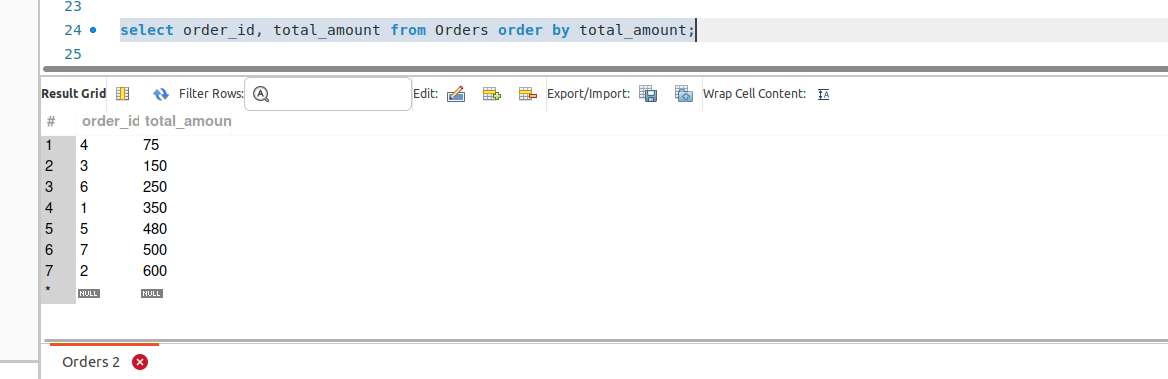 23
24 select order_id, total_amount from Orders order by total_amount;
25
Result Grid Filter Rows: Edit: Export/Import: Wrap Cell Content:
# order_id total_amoun
1 4 75
2 3 150
3 6 250
4 1 350
5 5 480
6 7 500
7 2 600
* NULL NULL
Orders 2